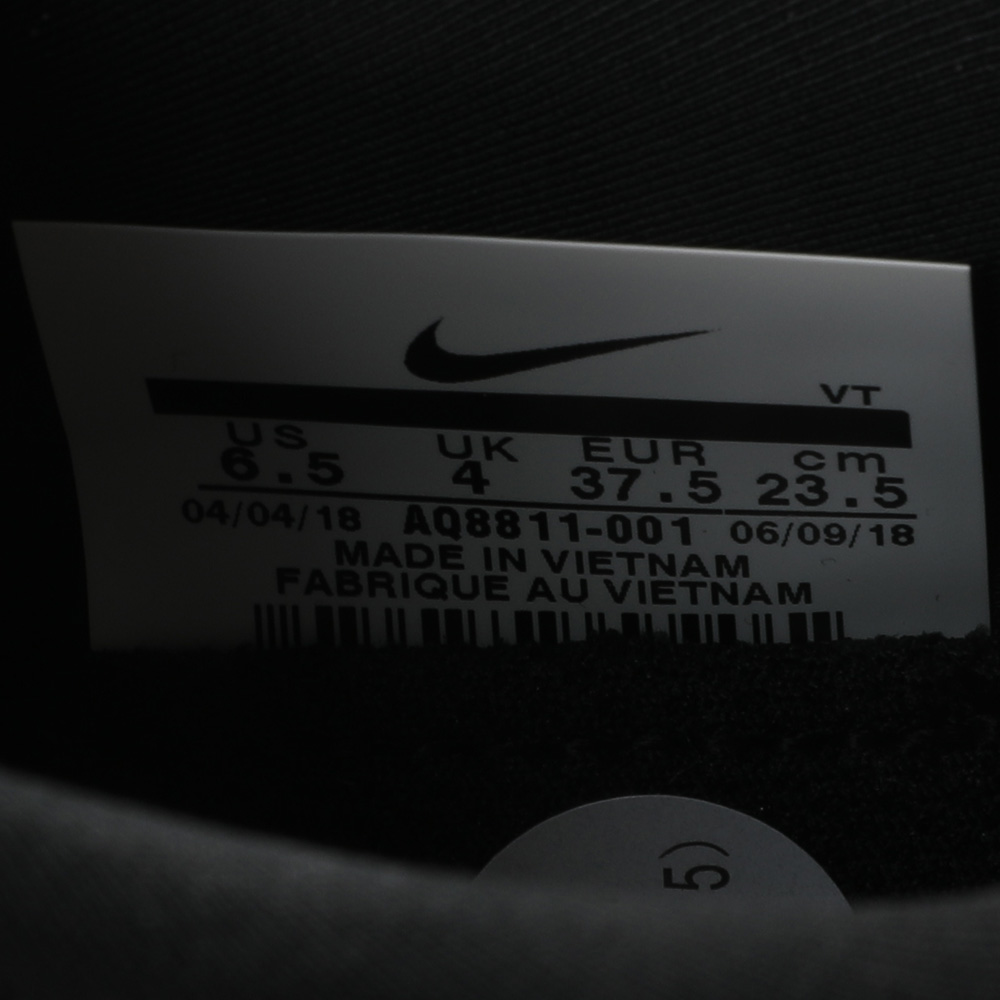 VT
US UK EUR cm
6.5 4 37.5 23.5
04/04/18 AQ8811-001 06/09/18
MADE IN VIETNAM
FABRIQUE AU VIETNAM
5)